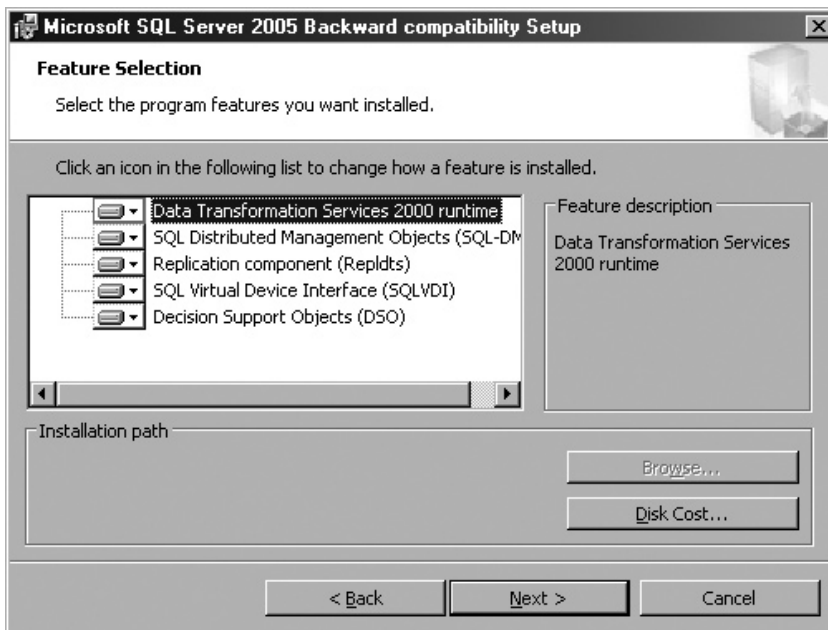 Microsoft SQL Server 2005 Backward compatibility Setup
Feature Selection
Select the program features you want installed.
Click an icon in the following list to change how a feature is installed.
Data Transformation Services 2000 runtime
SQL Distributed Management Objects (SQL-DM
Replication component (Repldts)
SQL Virtual Device Interface (SQLVDI)
Decision Support Objects (DSO)
Feature description
Data Transformation Services
2000 runtime
Installation path
Browse...
Disk Cost...
< Back
Next >
Cancel